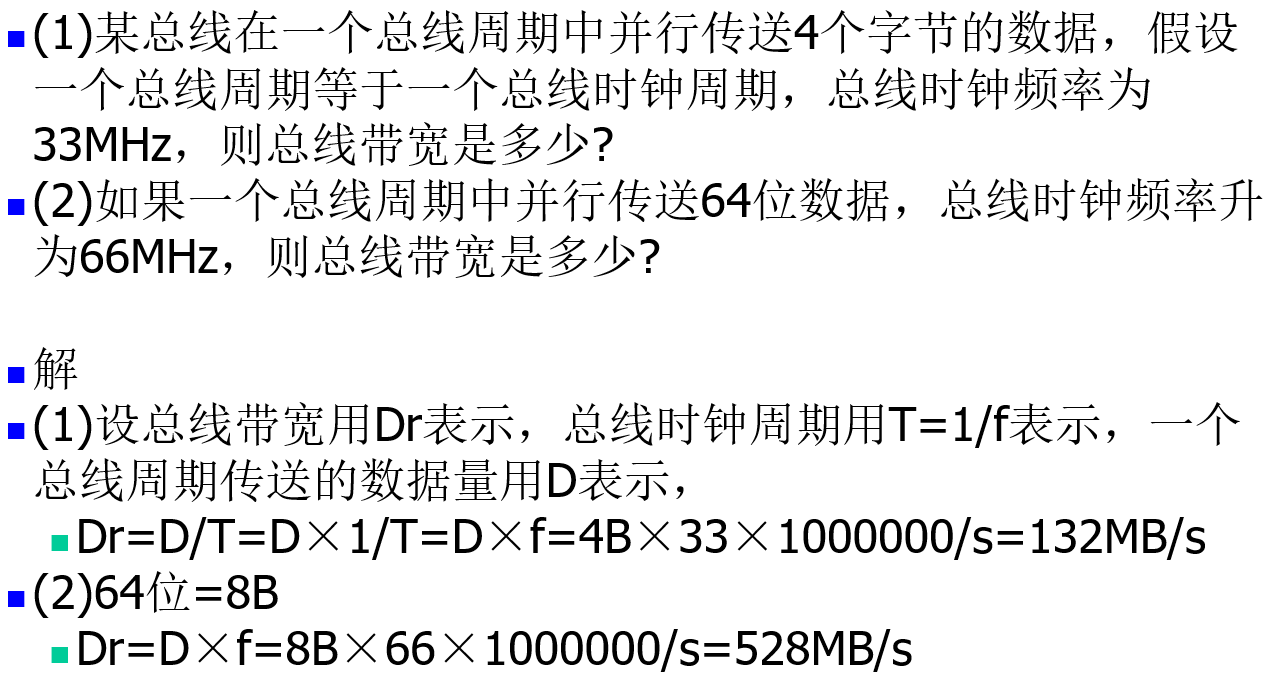 (1)某总线在一个总线周期中并行传送4个字节的数据，假设
一个总线周期等于一个总线时钟周期，总线时钟频率为
33MHz，则总线带宽是多少?
(2)如果一个总线周期中并行传送64位数据，总线时钟频率升
为66MHz，则总线带宽是多少?
解
(1)设总线带宽用Dr表示，总线时钟周期用T=1/f表示，一个
总线周期传送的数据量用D表示，
Dr=D/T=D×1/T=D×f=4B×33×1000000/s=132MB/s
(2)64位=8B
Dr=D×f=8B×66×1000000/s=528MB/s